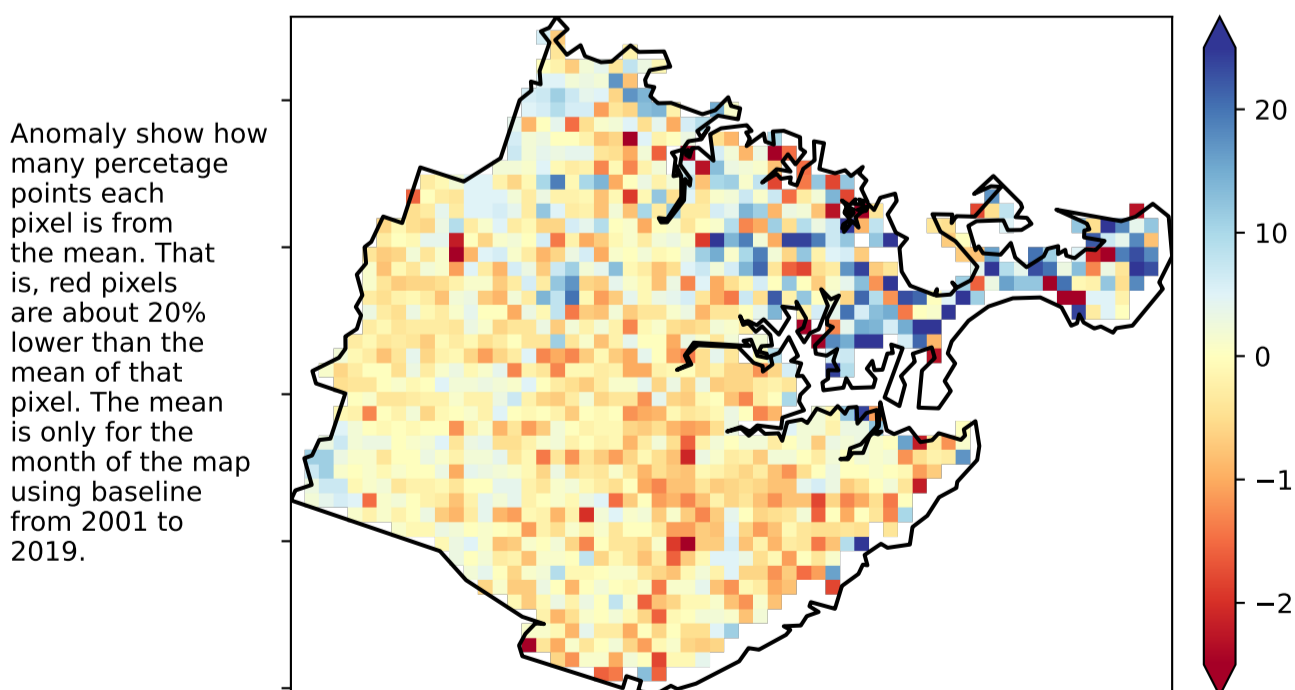 Anomaly show how
many percetage
points each
pixel is from
the mean. That
is, red pixels
are about 20%
lower than the
mean of that
pixel. The mean
is only for the
month of the map
using baseline
from 2001 to
2019.
20
10
0
−1
−2